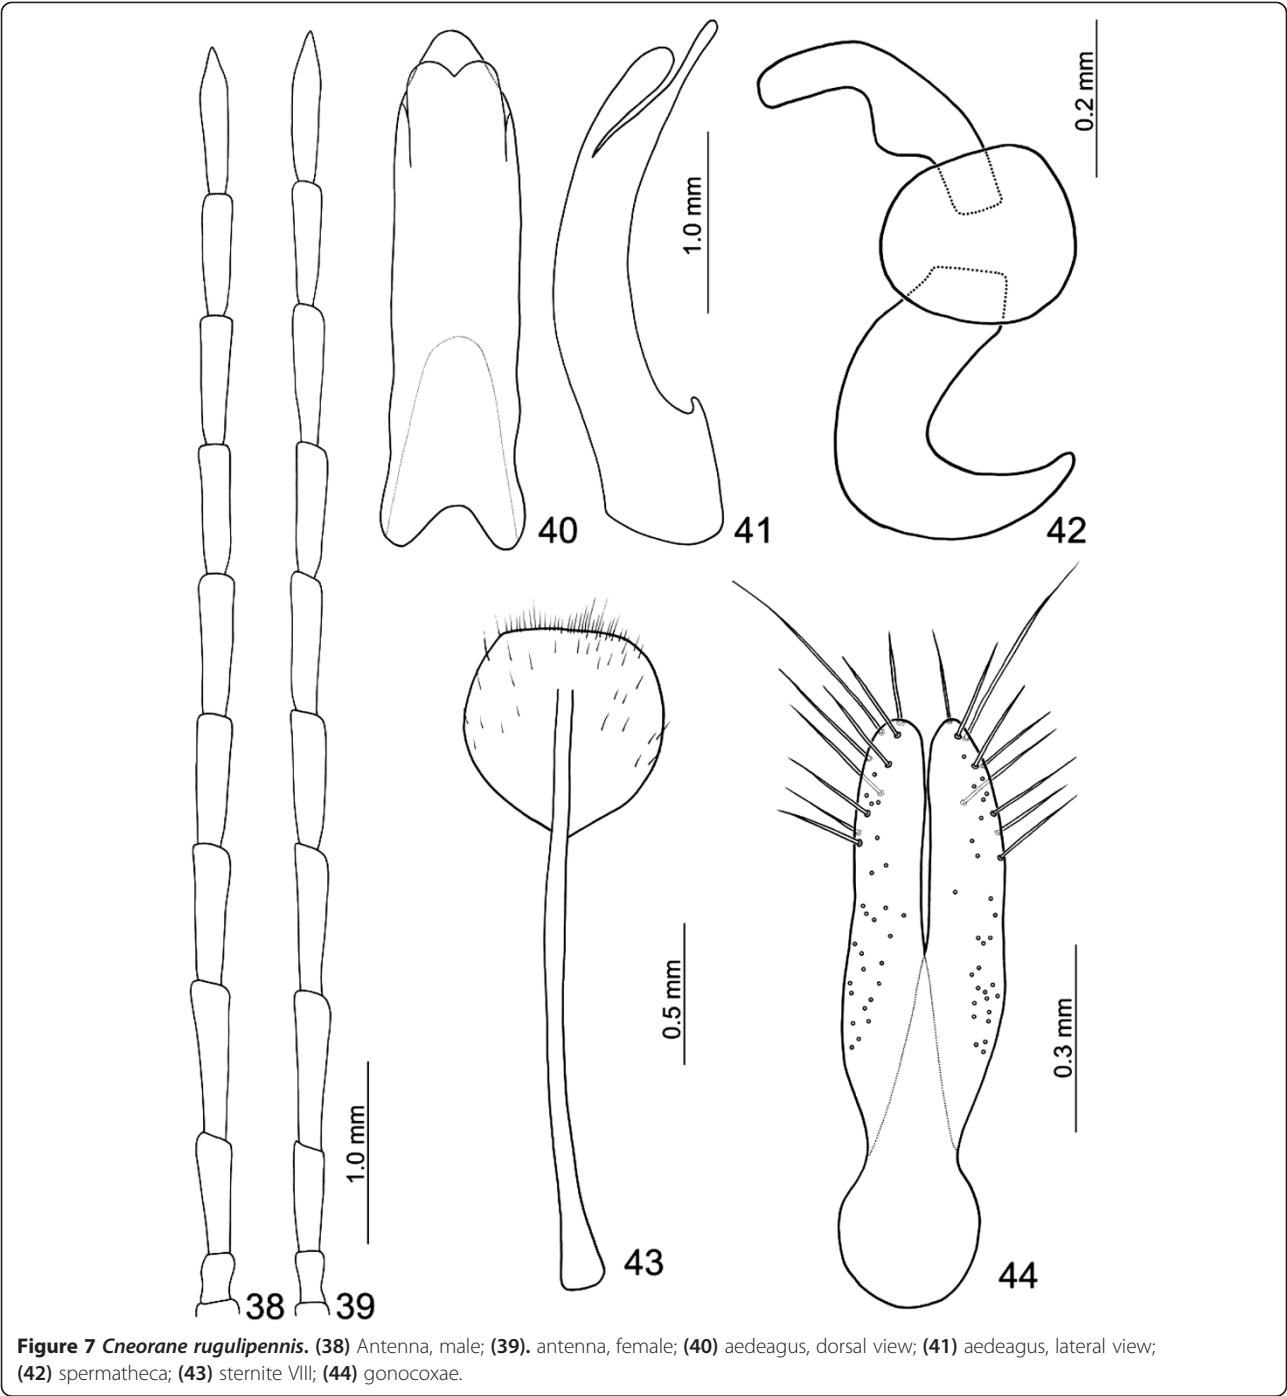 0.2 mm
1.0 mm
40
41
42
0.5 mm
0.3 mm
1.0 mm
43
44
38
39
Figure 7 Cneorane rugulipennis. (38) Antenna, male; (39). antenna, female; (40) aedeagus, dorsal view; (41) aedeagus, lateral view;
(42) spermatheca; (43) sternite VIII; (44) gonocoxae.